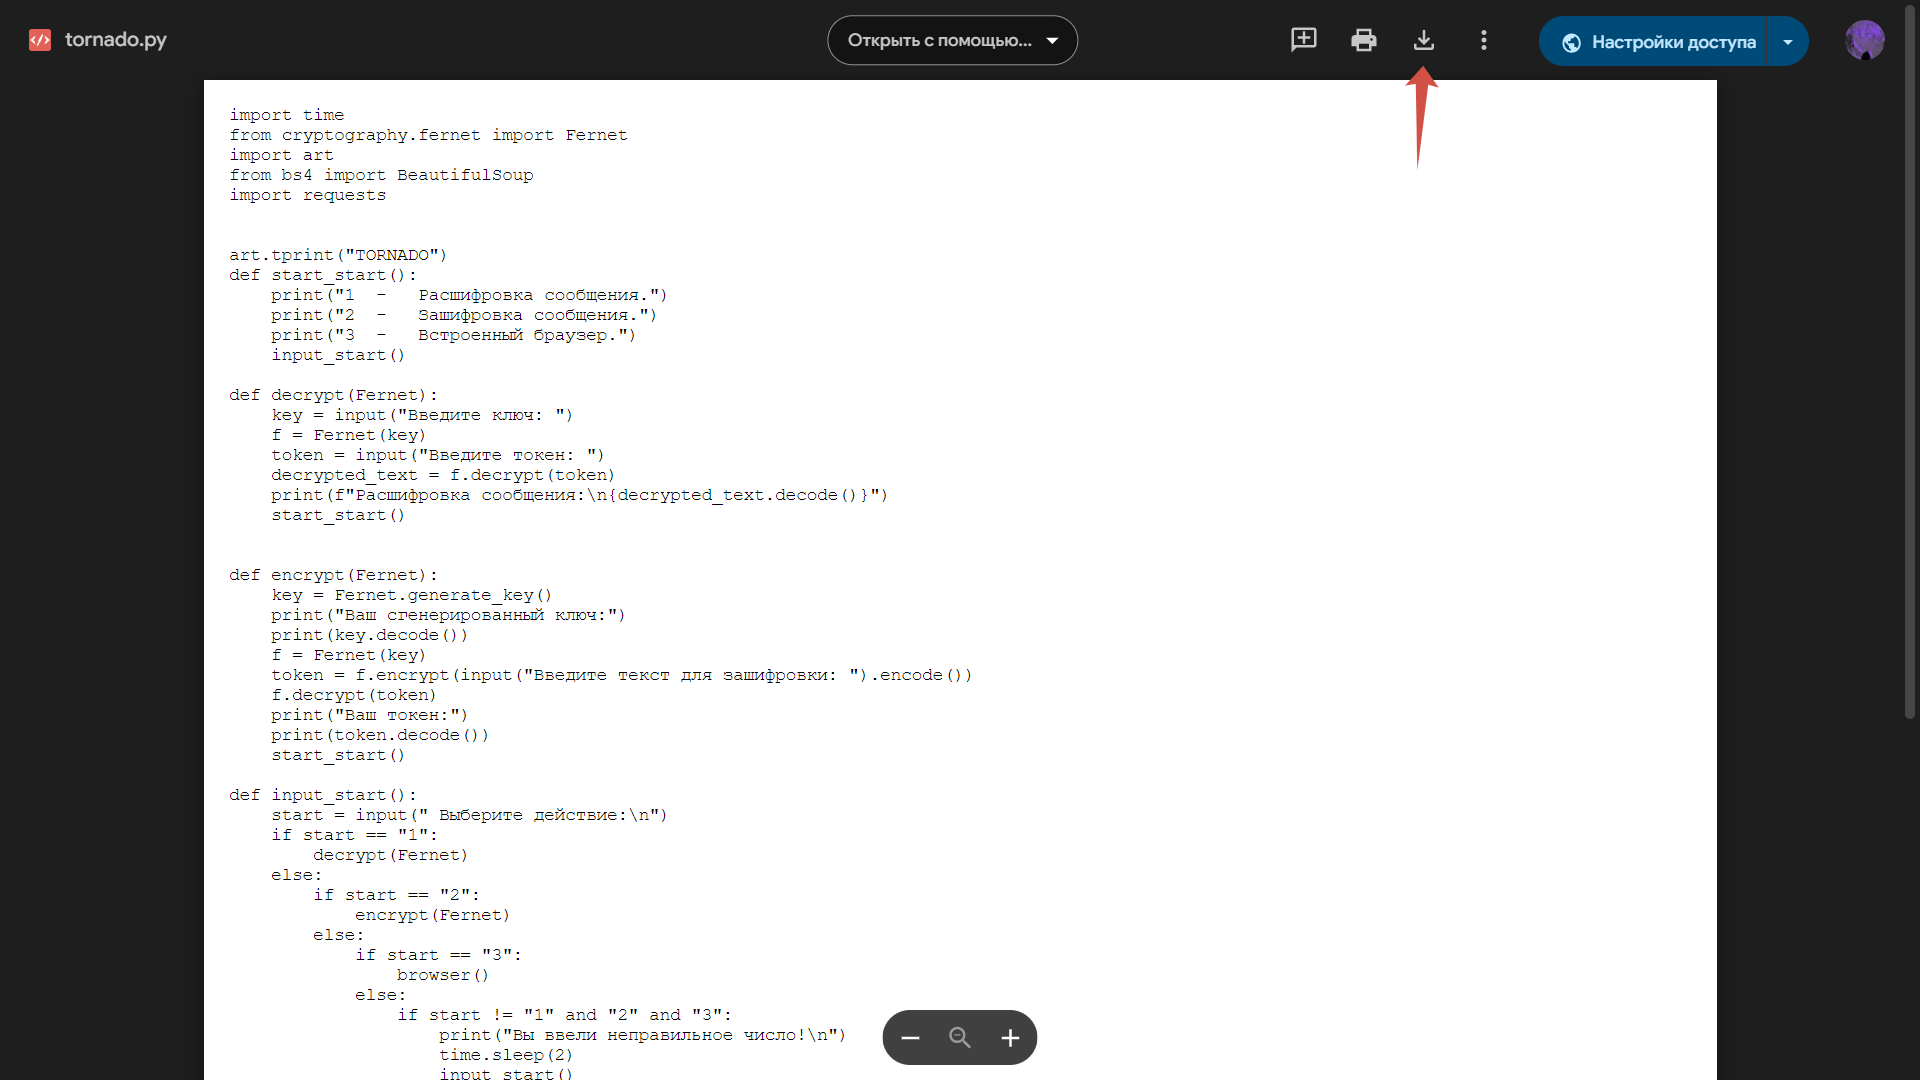 tornado.py
Открыть с помощью...
Настройки доступа
import time
from cryptography.fernet import Fernet
import art
from bs4 import BeautifulSoup
import requests
art.tprint("TORNADO")
def start_start():
    print("1  -   Расшифровка сообщения.")
    print("2  -   Зашифровка сообщения.")
    print("3  -   Встроенный браузер.")
    input_start()
def decrypt(Fernet):
    key = input("Введите ключ: ")
    f = Fernet(key)
    token = input("Введите токен: ")
    decrypted_text = f.decrypt(token)
    print(f"Расшифровка сообщения:\n{decrypted_text.decode()}")
    start_start()
def encrypt(Fernet):
    key = Fernet.generate_key()
    print("Ваш сгенерированный ключ:")
    print(key.decode())
    f = Fernet(key)
    token = f.encrypt(input("Введите текст для зашифровки: ").encode())
    f.decrypt(token)
    print("Ваш токен:")
    print(token.decode())
    start_start()
def input_start():
    start = input(" Выберите действие:\n")
    if start == "1":
        decrypt(Fernet)
    else:
        if start == "2":
            encrypt(Fernet)
        else:
            if start == "3":
                browser()
            else:
                if start != "1" and "2" and "3":
                    print("Вы ввели неправильное число!\n")
                    time.sleep(2)
                    input_start()